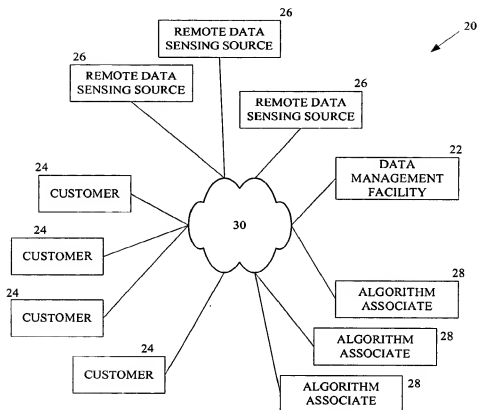 26
REMOTE DATA
SENSING SOURCE
20
26
REMOTE DATA
SENSING SOURCE
26
REMOTE DATA
SENSING SOURCE
22
DATA
MANAGEMENT
FACILITY
24
CUSTOMER
30
24
CUSTOMER
24
CUSTOMER
28
ALGORITHM
ASSOCIATE
28
ALGORITHM
ASSOCIATE
24
CUSTOMER
28
ALGORITHM
ASSOCIATE